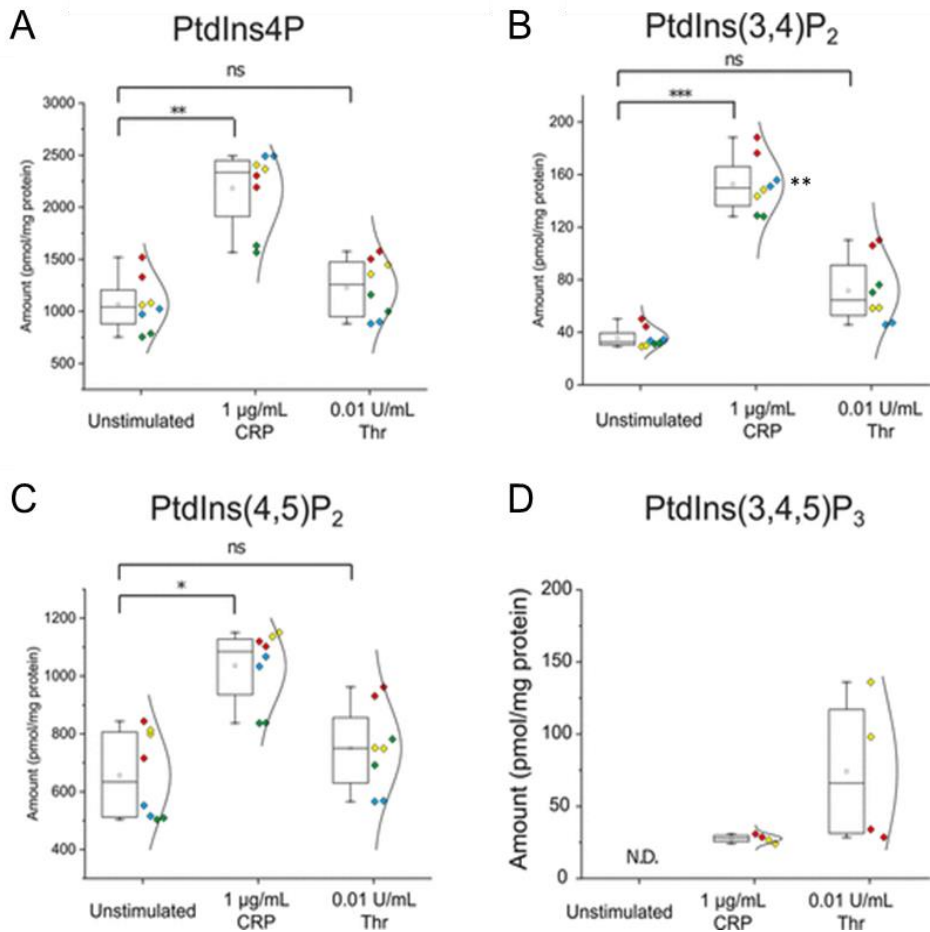 A
PtdIns4P
ns
**
3000
2500
2000
1500
1000
500
Amount (pmol/mg protein)
Unstimulated
1 µg/mL
CRP
0.01 U/mL
Thr
B
PtdIns(3,4)P₂
ns
***
**
200
160
120
80
40
0
Amount (pmol/mg protein)
Unstimulated
1 µg/mL
CRP
0.01 U/mL
Thr
C
PtdIns(4,5)P₂
ns
*
1200
1000
800
600
400
Amount (pmol/mg protein)
Unstimulated
1 µg/mL
CRP
0.01 U/mL
Thr
D
PtdIns(3,4,5)P₃
200
150
100
50
0
Amount (pmol/mg protein)
N.D.
Unstimulated
1 µg/mL
CRP
0.01 U/mL
Thr